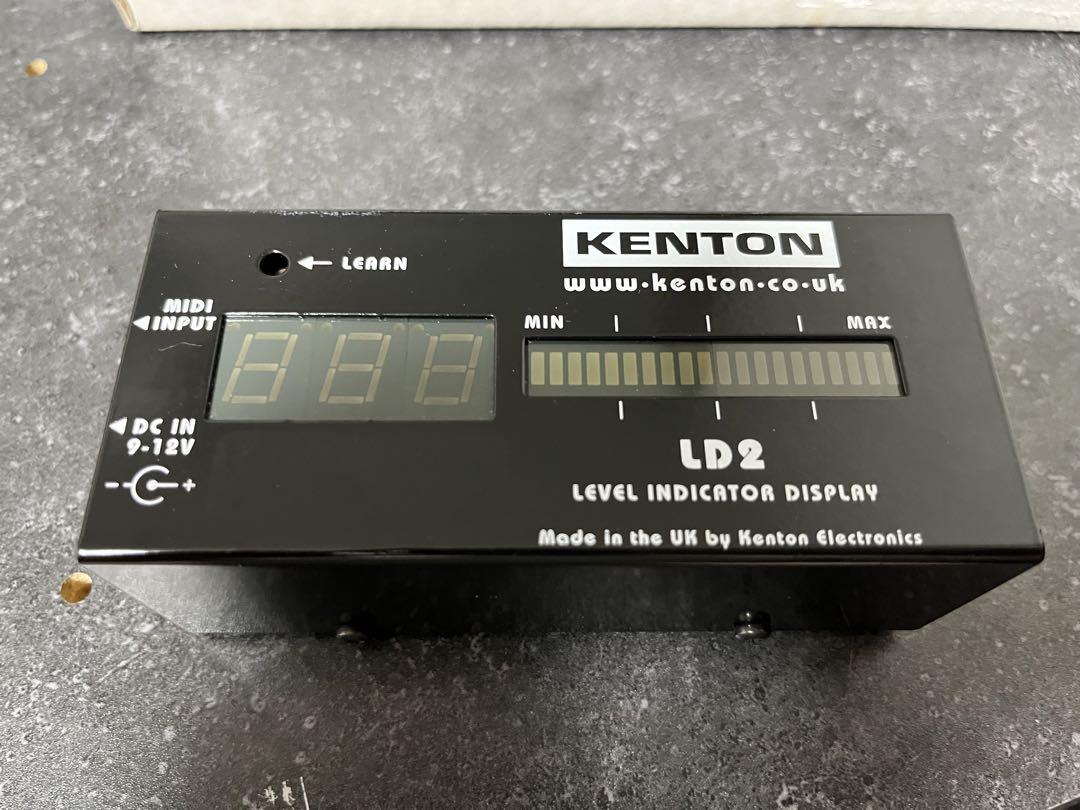 KENTON
www.kenton.co.uk
LEARN
MIDI
INPUT
MIN
MAX
DC IN
9-12V
- +
LD2
LEVEL INDICATOR DISPLAY
Made in the UK by Kenton Electronics